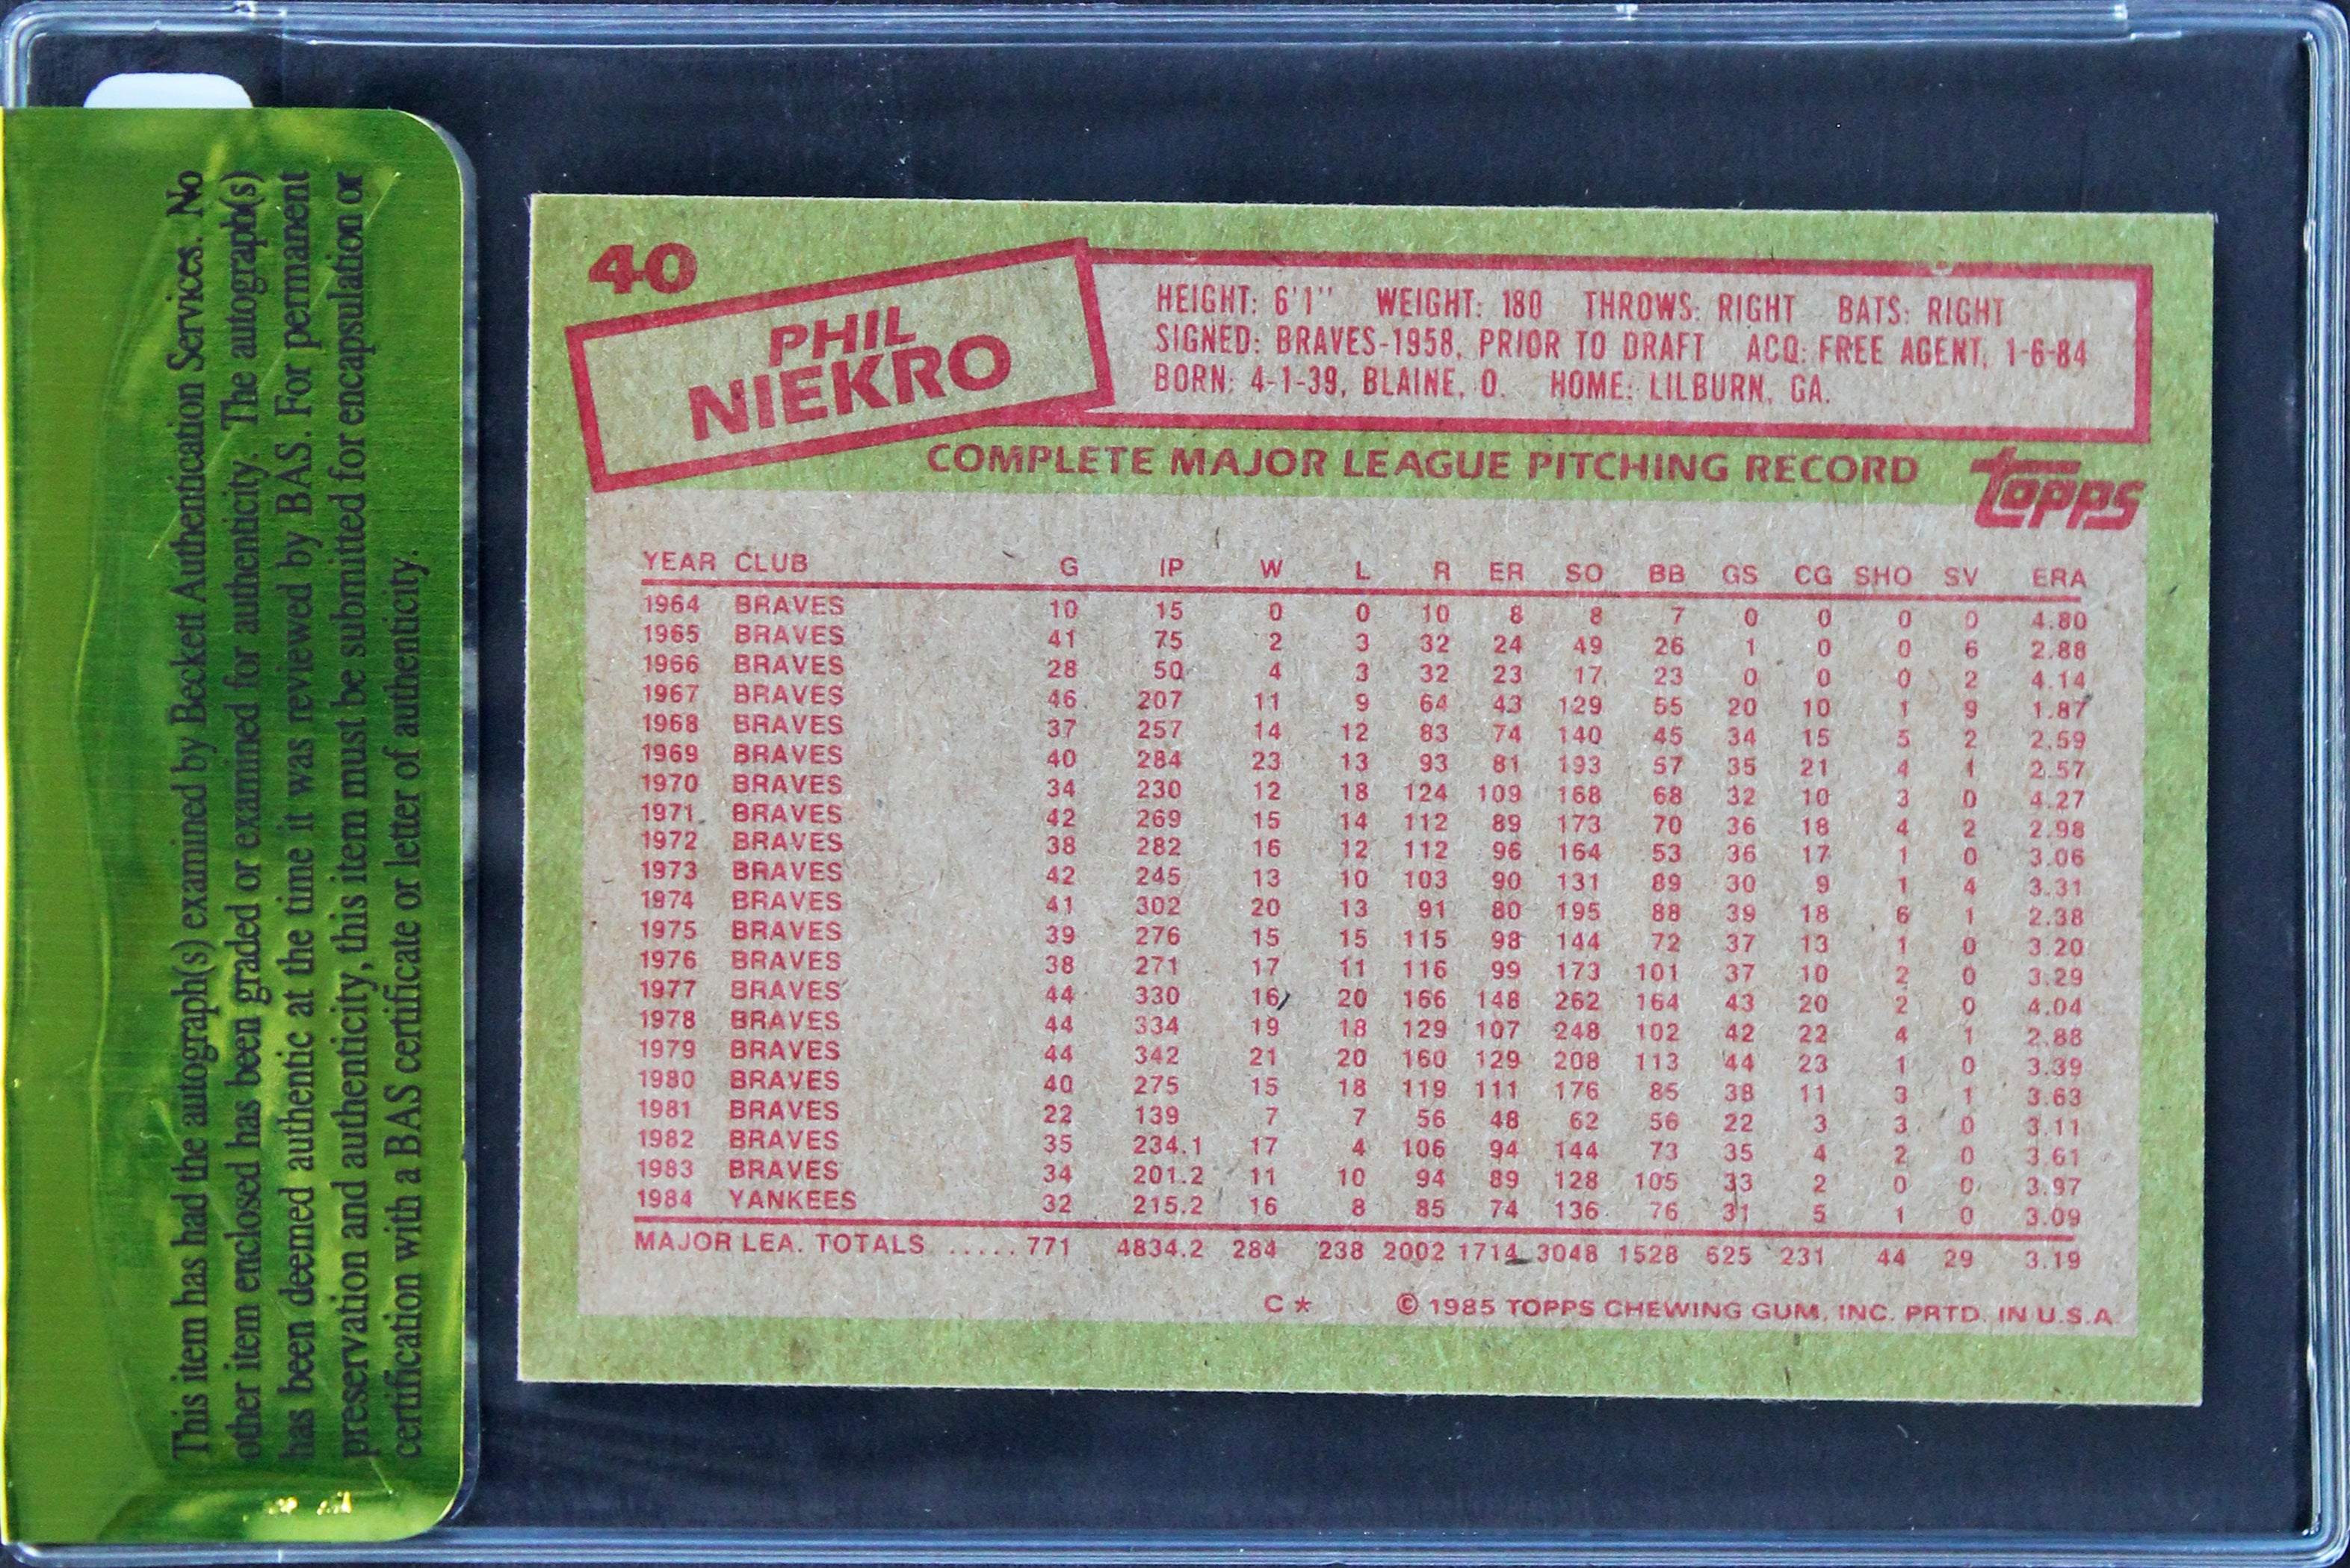 This item has had the autograph(s) examined by Beckett Authentication Services. No
other item enclosed has been graded or examined for authenticity. The autograph(s)
has been deemed authentic at the time it was reviewed by BAS. For permanent
preservation and authenticity, this item must be submitted for encapsulation or
certification with a BAS certificate or letter of authenticity.
40
PHIL
NIEKRO
HEIGHT: 6'1" WEIGHT: 180 THROWS: RIGHT BATS: RIGHT
SIGNED: BRAVES-1958, PRIOR TO DRAFT ACQ: FREE AGENT, 1-6-84
BORN: 4-1-39, BLAINE, O. HOME: LILBURN, GA.
COMPLETE MAJOR LEAGUE PITCHING RECORD
topps
YEAR CLUB G IP W L R ER SO BB GS CG SHO SV ERA
1964 BRAVES 10 15 0 0 10 8 8 7 0 0 0 0 4.80
1965 BRAVES 41 75 2 3 32 24 49 26 1 0 0 6 2.88
1966 BRAVES 28 50 4 3 32 23 17 23 0 0 0 2 4.14
1967 BRAVES 46 207 11 9 64 43 129 55 20 10 1 9 1.87
1968 BRAVES 37 257 14 12 83 74 140 45 34 15 5 2 2.59
1969 BRAVES 40 284 23 13 93 81 193 57 35 21 4 1 2.57
1970 BRAVES 34 230 12 18 124 109 168 68 32 10 3 0 4.27
1971 BRAVES 42 269 15 14 112 89 173 70 36 18 4 2 2.98
1972 BRAVES 38 282 16 12 112 96 164 53 36 17 1 0 3.06
1973 BRAVES 42 245 13 10 103 90 131 89 30 9 1 4 3.31
1974 BRAVES 41 302 20 13 91 80 195 88 39 18 6 1 2.38
1975 BRAVES 39 276 15 15 115 98 144 72 37 13 1 0 3.20
1976 BRAVES 38 271 17 11 116 99 173 101 37 10 2 0 3.29
1977 BRAVES 44 330 16 20 166 148 262 164 43 20 2 0 4.04
1978 BRAVES 44 334 19 18 129 107 248 102 42 22 4 1 2.88
1979 BRAVES 44 342 21 20 160 129 208 113 44 23 1 0 3.39
1980 BRAVES 40 275 15 18 119 111 176 85 38 11 3 1 3.63
1981 BRAVES 22 139 7 7 56 48 62 56 22 3 3 0 3.11
1982 BRAVES 35 234.1 17 4 106 94 144 73 35 4 2 0 3.61
1983 BRAVES 34 201.2 11 10 94 89 128 105 33 2 0 0 3.97
1984 YANKEES 32 215.2 16 8 85 74 136 76 31 5 1 0 3.09
MAJOR LEA. TOTALS ..... 771 4834.2 284 238 2002 1714 3048 1528 625 231 44 29 3.19
C * © 1985 TOPPS CHEWING GUM, INC. PRTD. IN U.S.A.